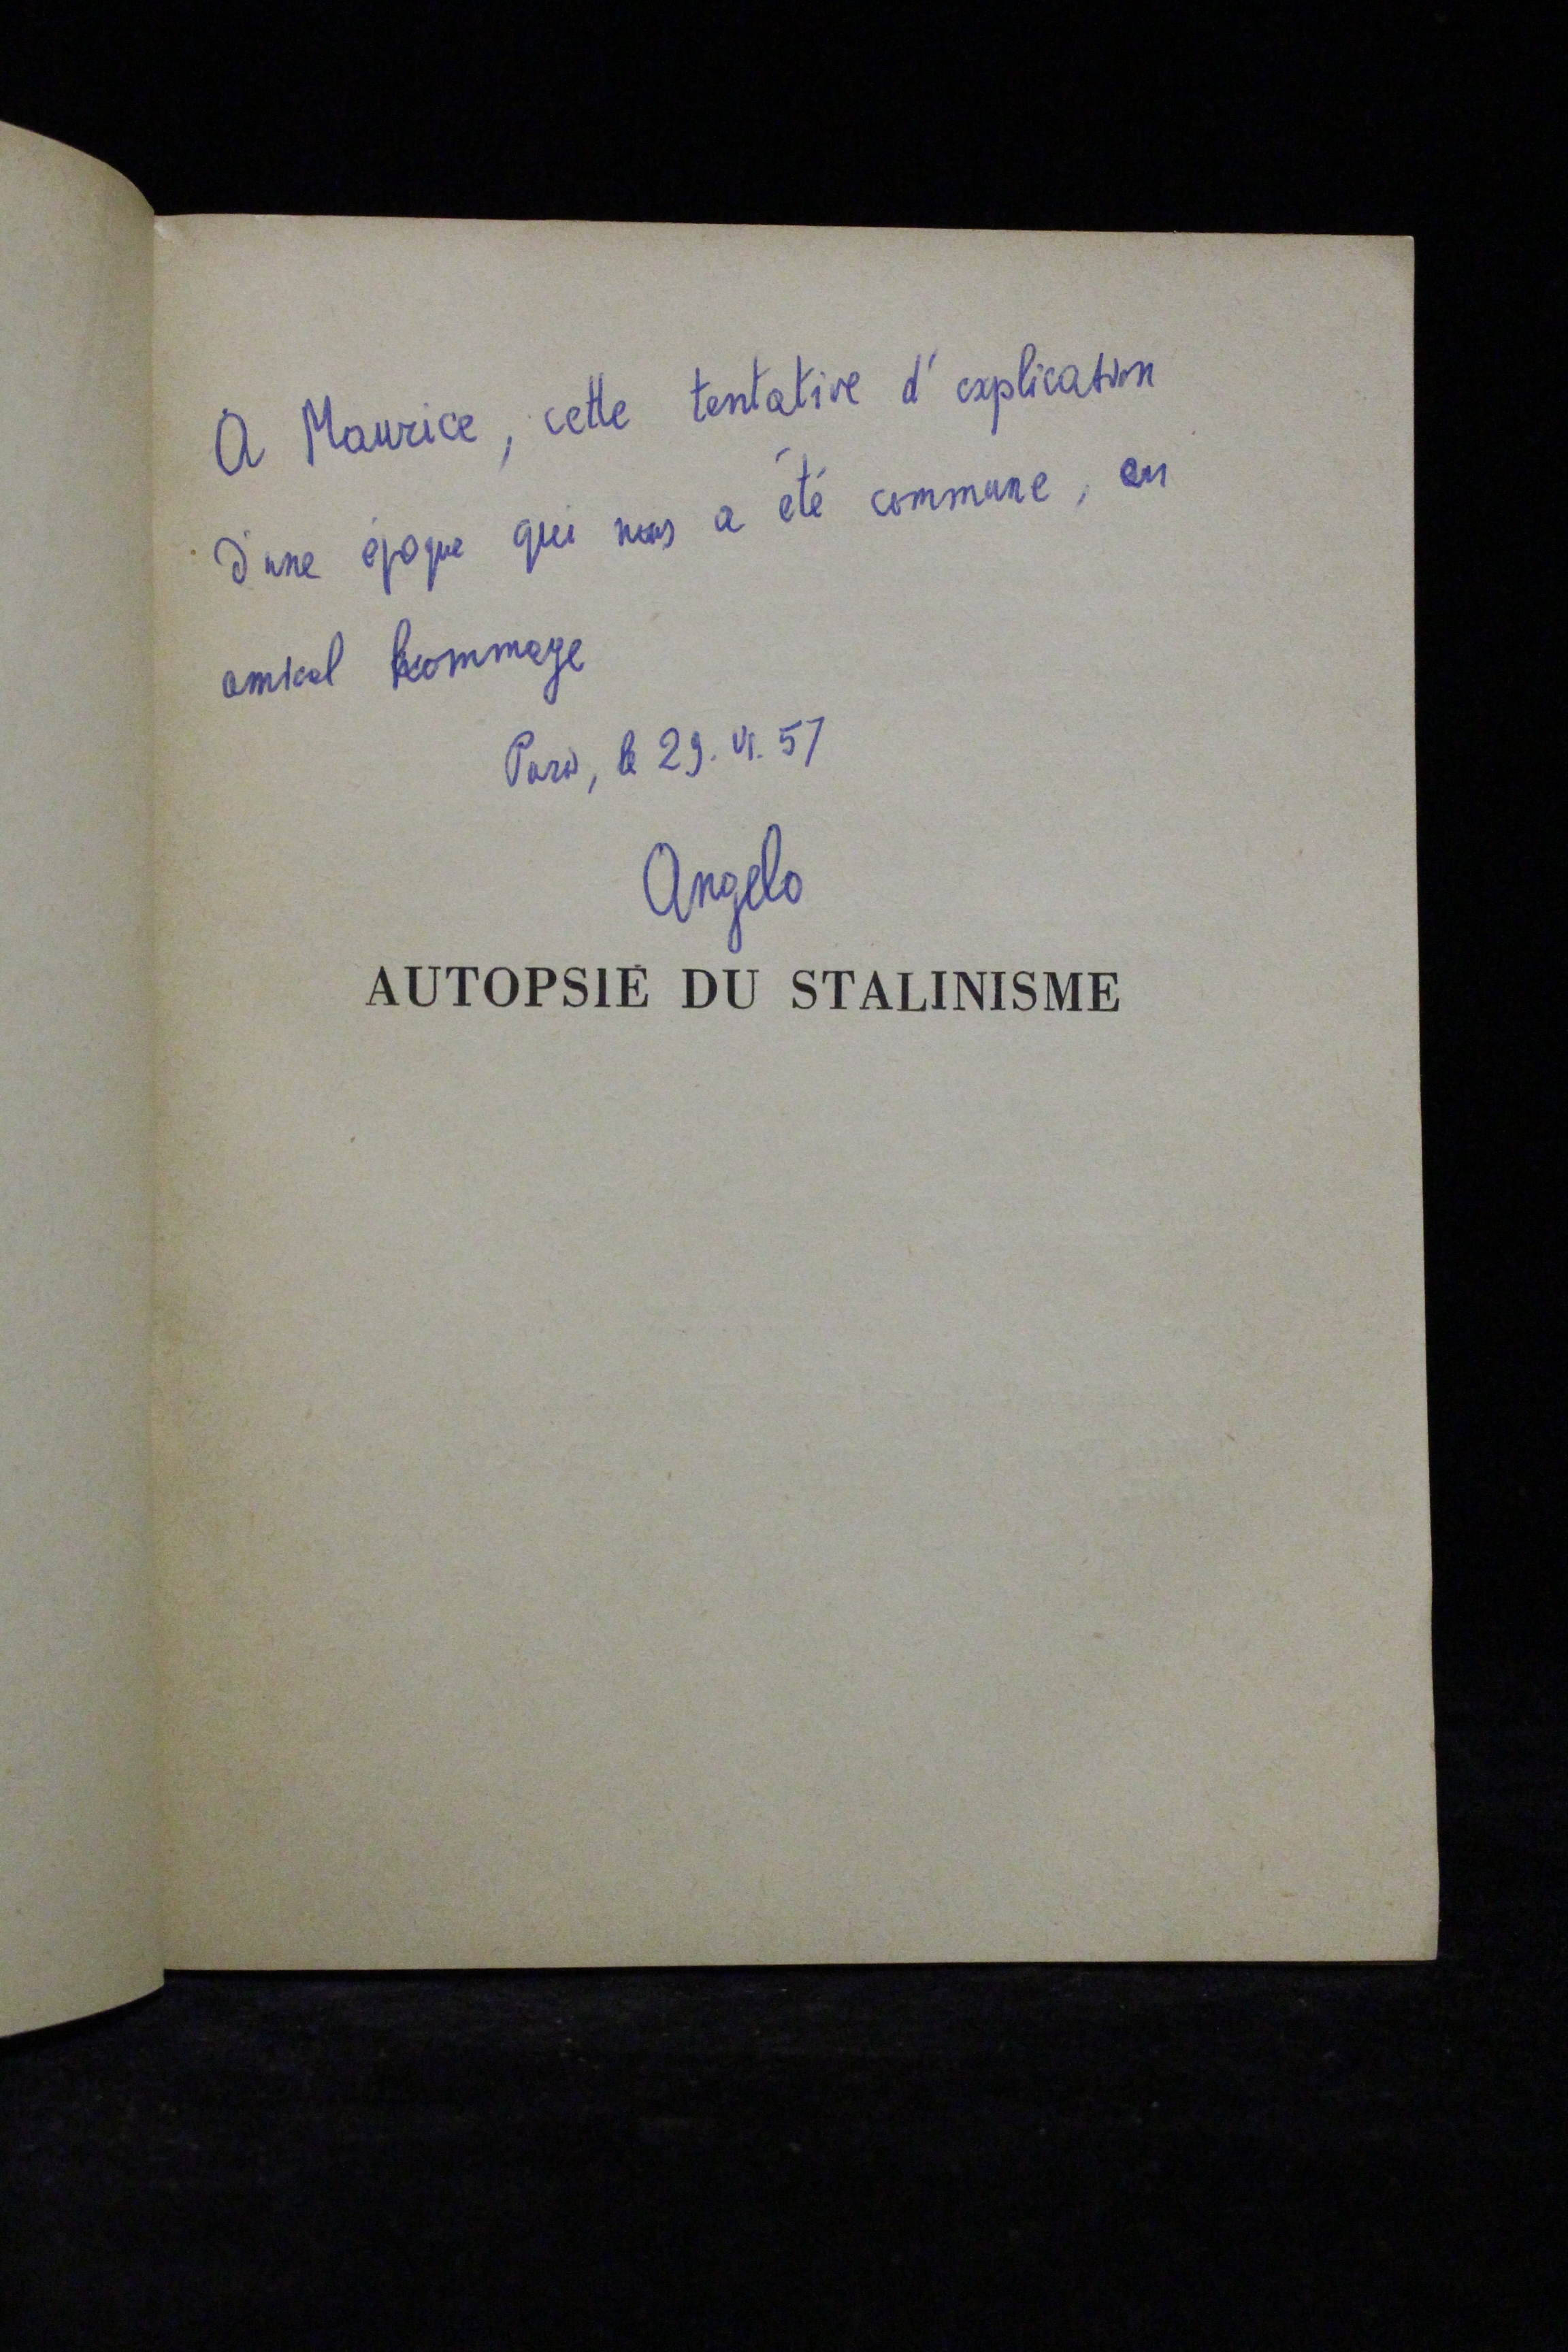 A Maurice, cette tentative d'explication
d'une époque qui nous a été commune, en
amical hommage
Paris, le 29.VI.57
Angelo
AUTOPSIE DU STALINISME